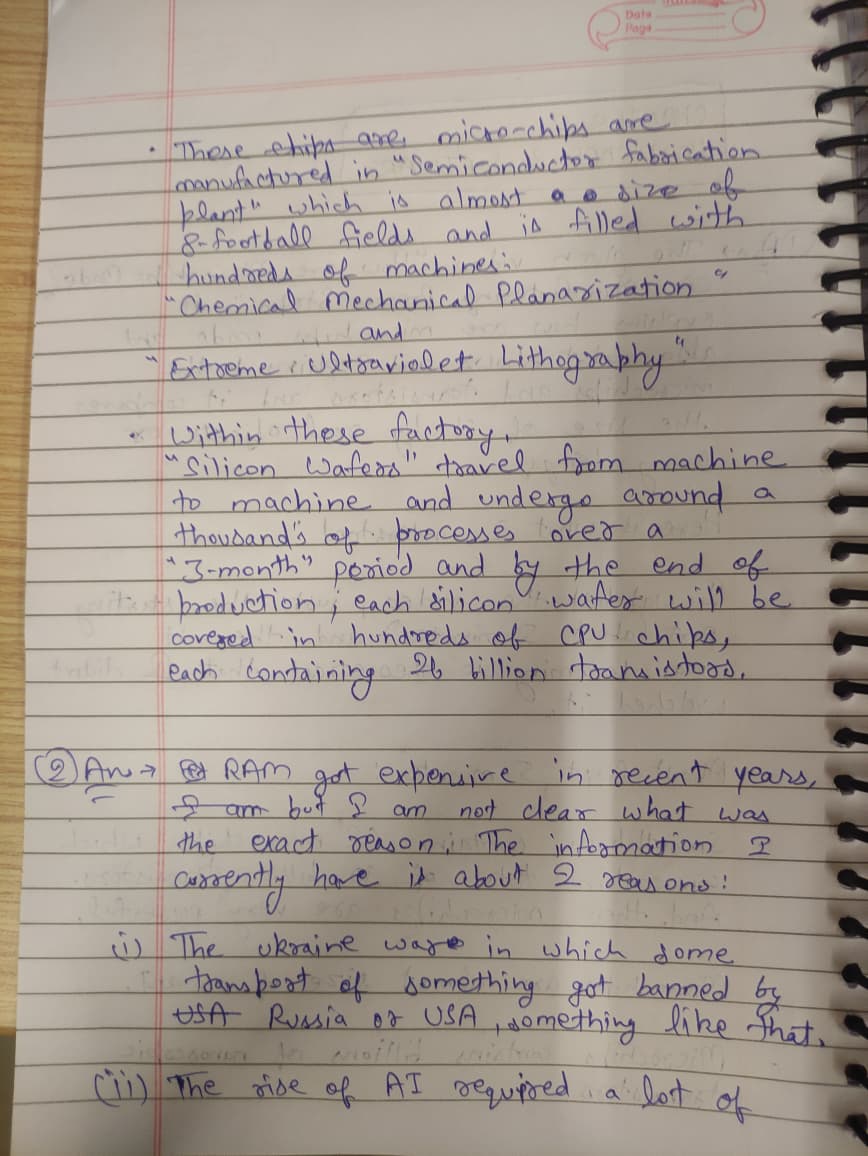 Date
Page
• These chips are, micro-chips are
manufactured in "Semiconductor fabrication
plant" which is almost a size of
8-football fields and is filled with
hundreds of machines:
"Chemical Mechanical Planarization"
and
"Extreme Ultraviolet Lithography"
• Within these factory,
"Silicon Wafers" travel from machine
to machine and undergo around a
thousand's of processes over a
"3-month" period and by the end of
production; each silicon wafer will be
covered in hundreds of CPU chips,
each containing 26 billion transistors.
② Ans → RAM got expensive in recent years,
I am but I am not clear what was
the exact reason. The information I
currently have is about 2 reasons:
(i) The ukraine ware in which some
transport of something got banned by
USA Russia or USA, something like that.
(ii) The rise of AI required a lot of